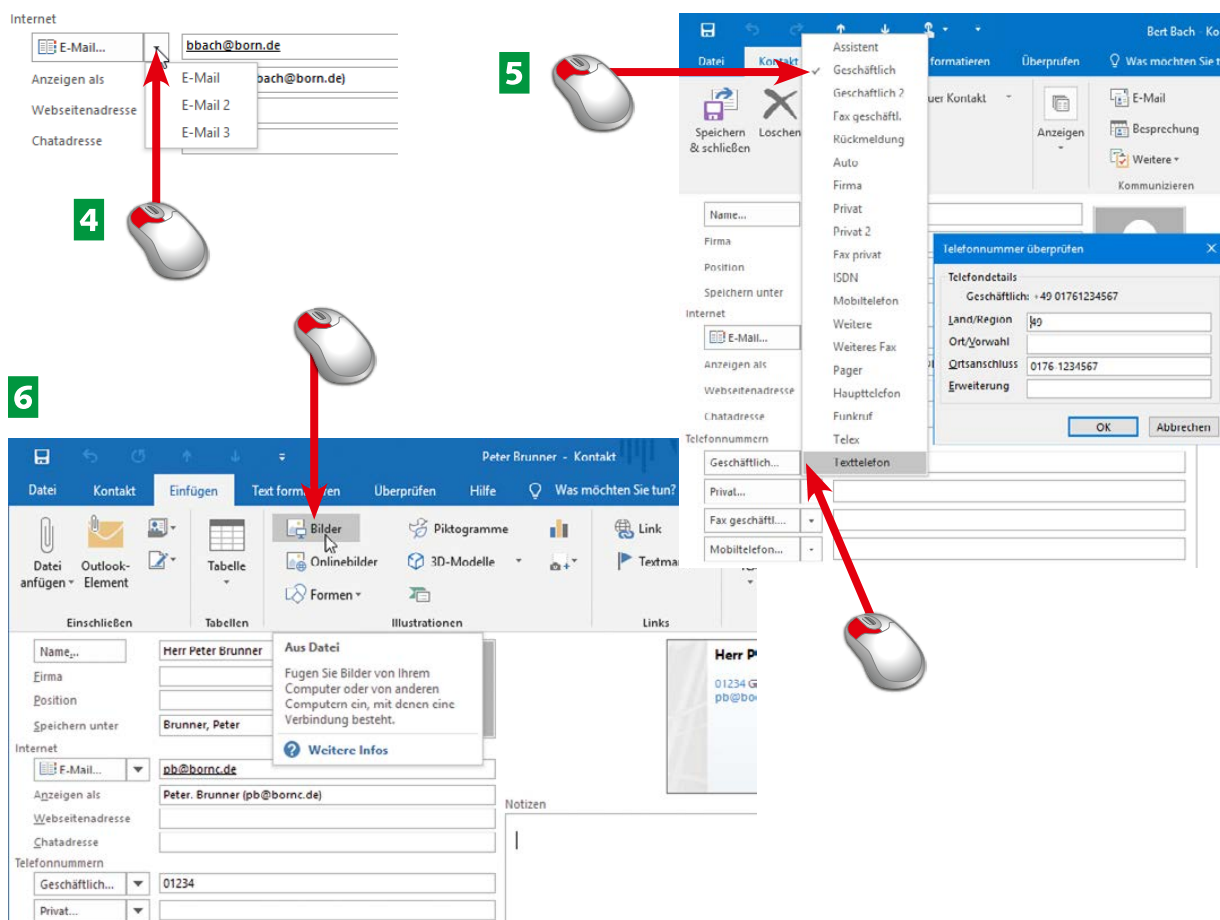 Internet
E-Mail...
bbach@born.de
Anzeigen als
bach@born.de)
Webseitenadresse
Chatadresse
E-Mail
E-Mail 2
E-Mail 3
4
5
Bert Bach - Ko
Datei Kontakt formatieren Überprufen Was mochten Sie t
Speichern & schließen
Loschen
uer Kontakt
Anzeigen
E-Mail
Besprechung
Weitere
Kommunizieren
Assistent
Geschäftlich
Geschaftlich 2
Fax geschäftl.
Rückmeldung
Auto
Firma
Privat
Privat 2
Fax privat
ISDN
Mobiltelefon
Weitere
Weiteres Fax
Pager
Haupttelefon
Funkruf
Telex
Texttelefon
Name...
Firma
Position
Speichern unter
Internet
E-Mail...
Anzeigen als
Webseitenadresse
Chatadresse
Telefonnummern
Geschäftlich...
Privat...
Fax geschäftl....
Mobiltelefon...
Telefonnummer überprüfen
Telefondetails
Geschäftlich: +49 01761234567
Land/Region 49
Ort/Vorwahl
Ortsanschluss 0176-1234567
Erweiterung
OK Abbrechen
6
Peter Brunner - Kontakt
Datei Kontakt Einfügen Text formatieren Überprüfen Hilfe Was möchten Sie tun?
Datei anfügen
Outlook-Element
Tabelle
Bilder
Onlinebilder
Formen
Piktogramme
3D-Modelle
Link
Textma
Einschließen Tabellen Illustrationen Links
Aus Datei
Fugen Sie Bilder von Ihrem
Computer oder von anderen
Computern ein, mit denen eine
Verbindung besteht.
Weitere Infos
Name...
Herr Peter Brunner
Firma
Position
Speichern unter
Brunner, Peter
Internet
E-Mail...
pb@bornc.de
Anzeigen als
Peter. Brunner (pb@bornc.de)
Webseitenadresse
Chatadresse
Telefonnummern
Geschäftlich...
01234
Privat...
Herr P
01234 G
pb@bo
Notizen